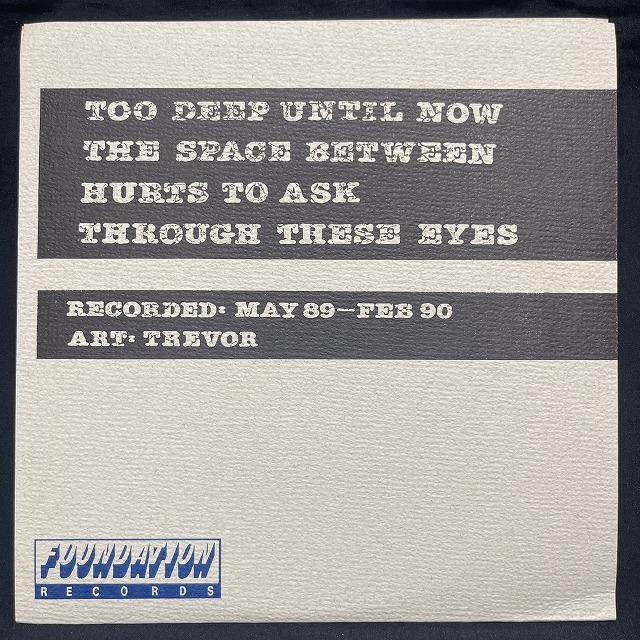 TOO DEEP UNTIL NOW
THE SPACE BETWEEN
HURTS TO ASK
THROUGH THESE EYES
RECORDED: MAY 89—FEB 90
ART: TREVOR
FOUNDATION
RECORDS